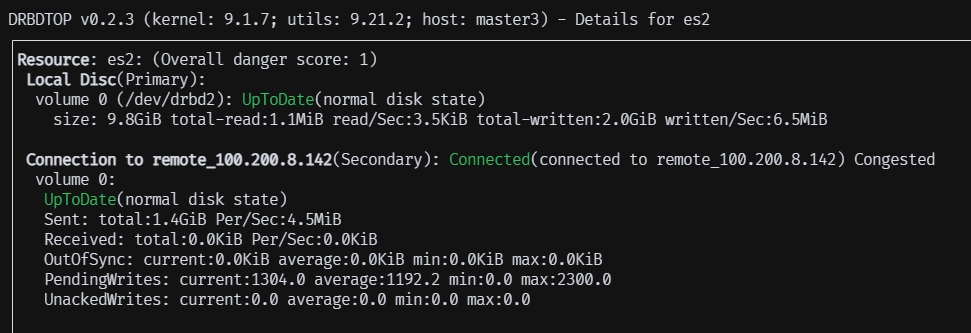 DRBDTOP v0.2.3 (kernel: 9.1.7; utils: 9.21.2; host: master3) - Details for es2
Resource: es2: (Overall danger score: 1)
Local Disc(Primary):
volume 0 (/dev/drbd2): UpToDate(normal disk state)
size: 9.8GiB total-read:1.1MiB read/Sec:3.5KiB total-written:2.0GiB written/Sec:6.5MiB
Connection to remote_100.200.8.142(Secondary): Connected(connected to remote_100.200.8.142) Congested
volume 0:
UpToDate(normal disk state)
Sent: total:1.4GiB Per/Sec:4.5MiB
Received: total:0.0KiB Per/Sec:0.0KiB
OutOfSync: current:0.0KiB average:0.0KiB min:0.0KiB max:0.0KiB
PendingWrites: current:1304.0 average:1192.2 min:0.0 max:2300.0
UnackedWrites: current:0.0 average:0.0 min:0.0 max:0.0